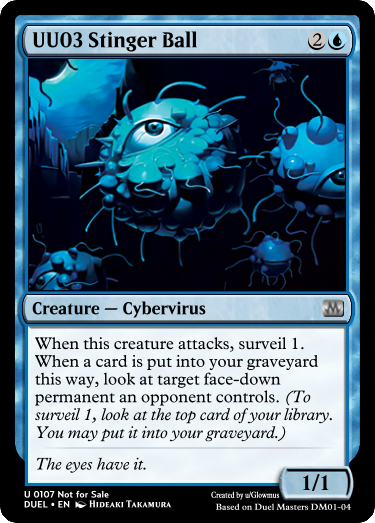 UU03 Stinger Ball
2
Creature — Cybervirus
When this creature attacks, surveil 1.
When a card is put into your graveyard
this way, look at target face-down
permanent an opponent controls. (To
surveil 1, look at the top card of your library.
You may put it into your graveyard.)
The eyes have it.
1/1
U 0107 Not for Sale
DUEL • EN Hideaki Takamura
Created by u/Glowmus
Based on Duel Masters DM01-04